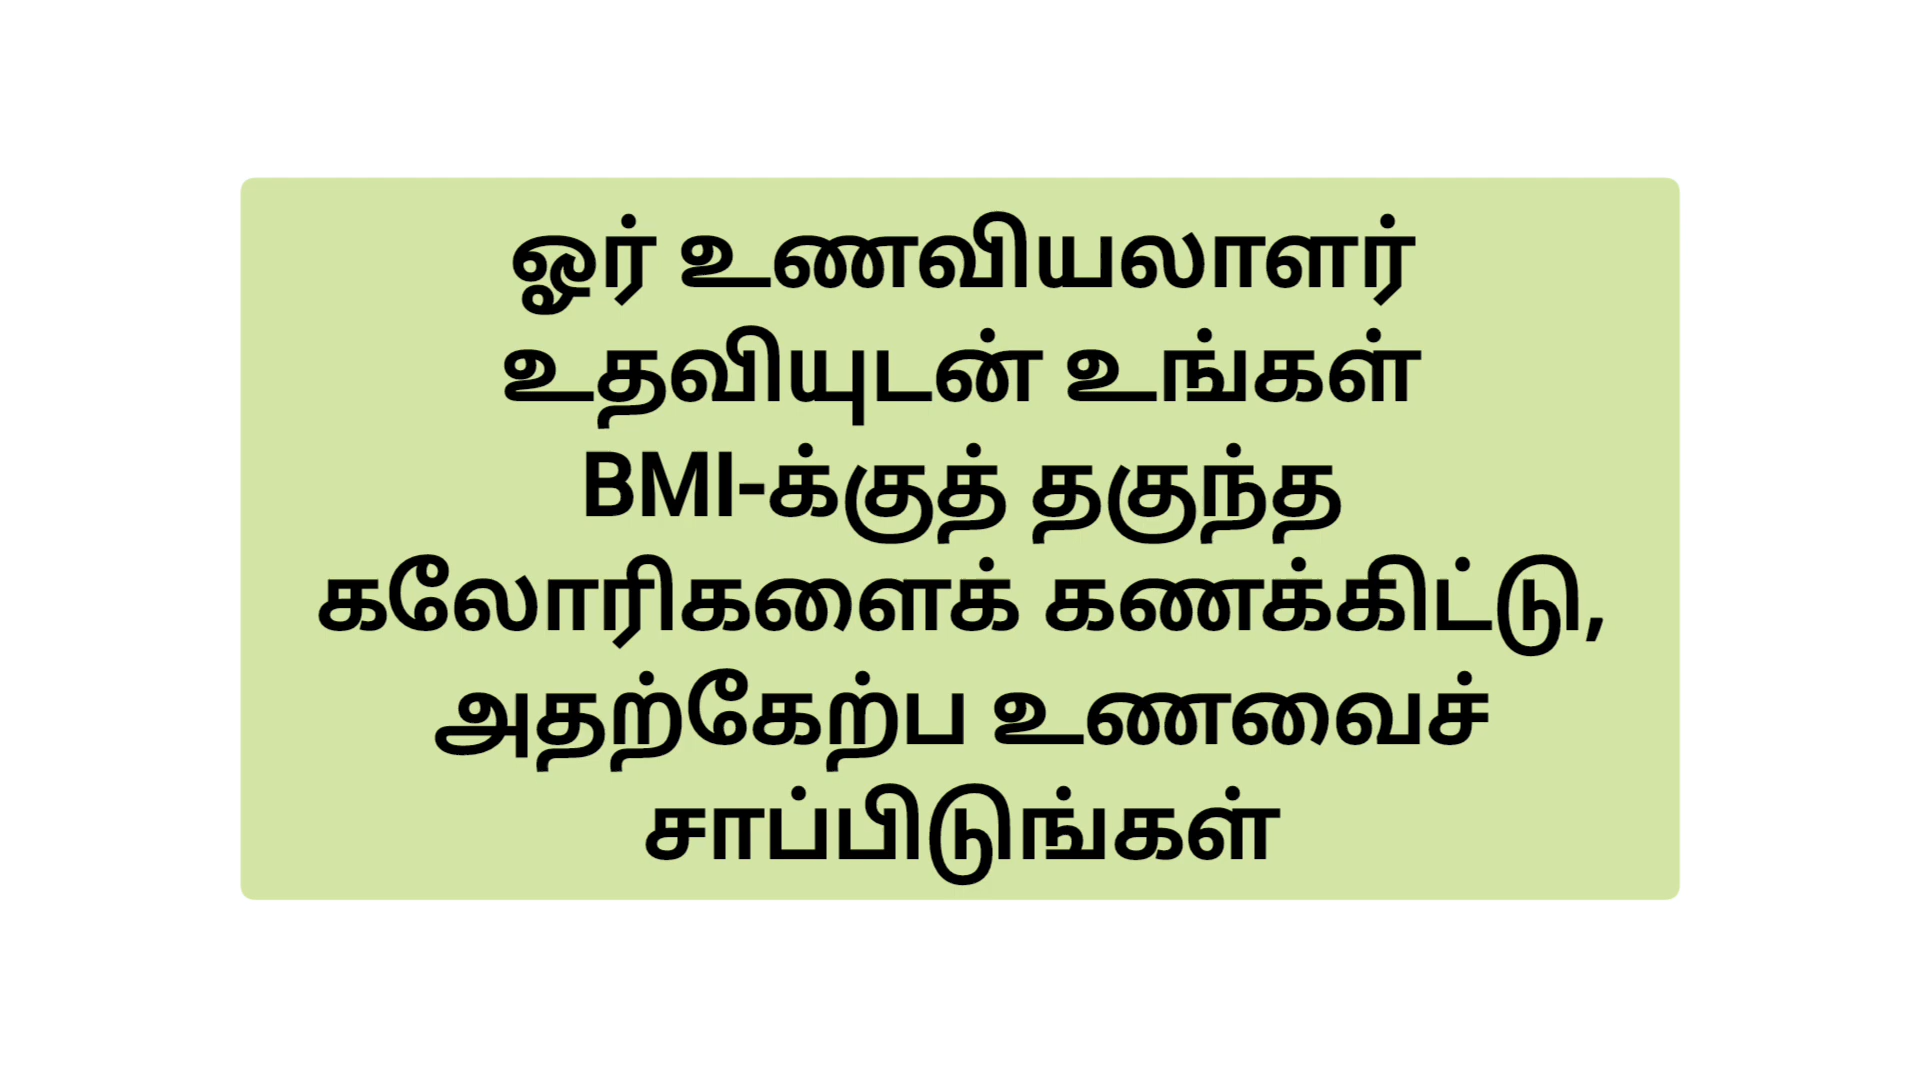 ஓர் உணவியலாளர்
உதவியுடன் உங்கள்
BMI-க்குத் தகுந்த
கலோரிகளைக் கணக்கிட்டு,
அதற்கேற்ப உணவைச்
சாப்பிடுங்கள்